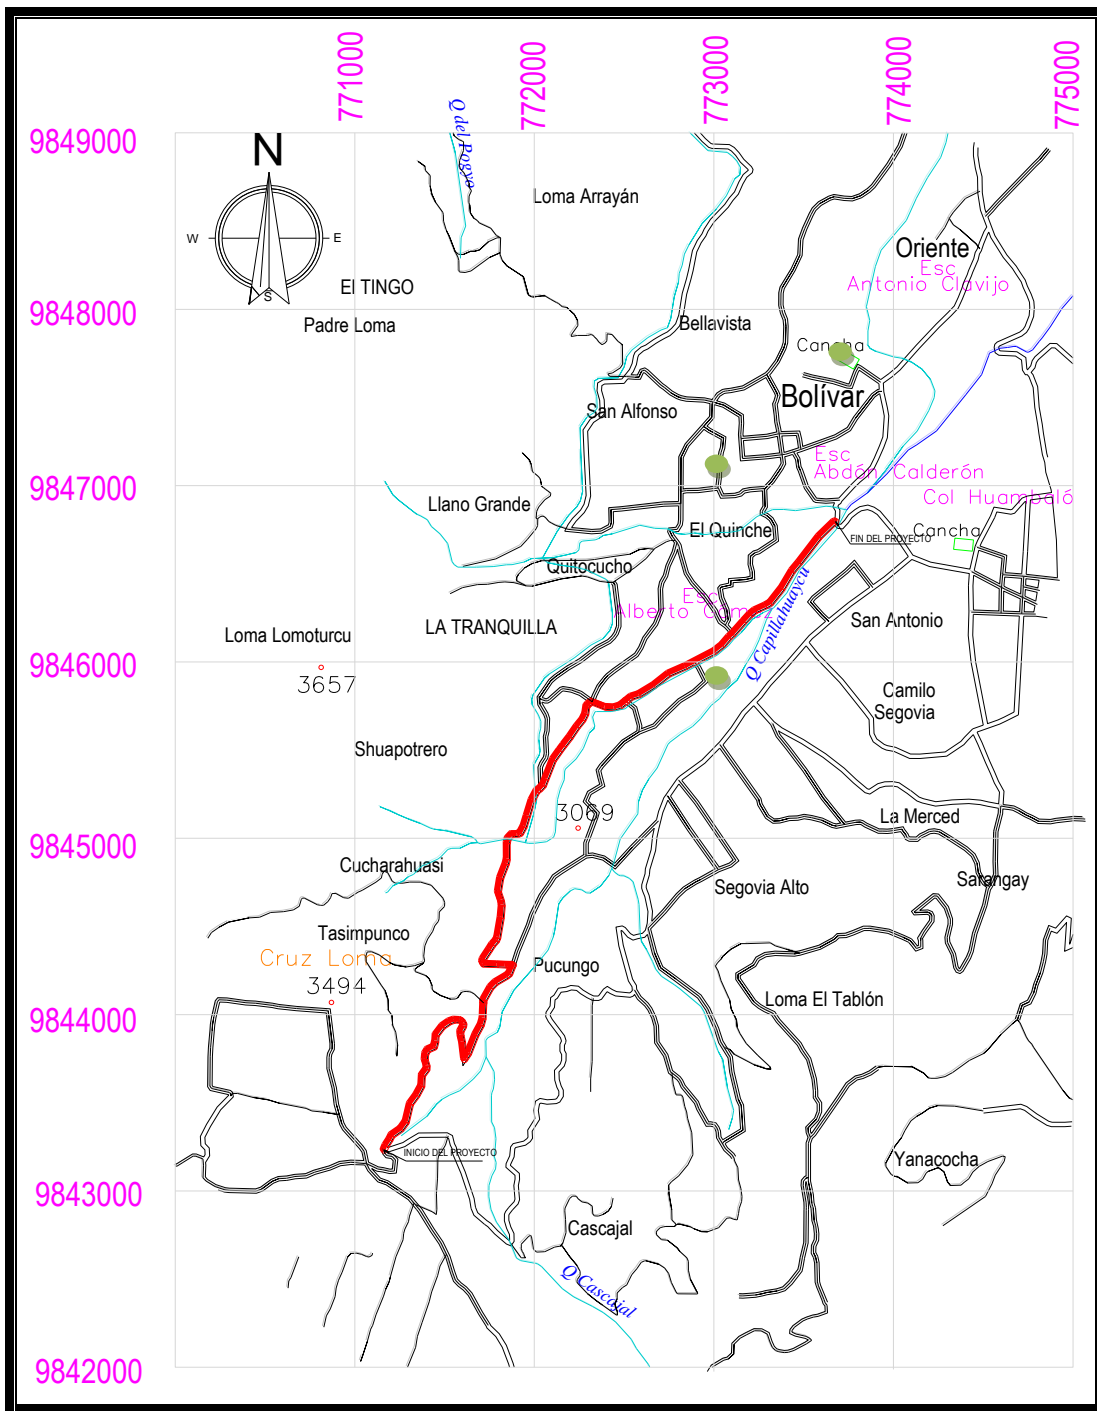 771000
772000
773000
774000
775000
9849000
9848000
9847000
9846000
9845000
9844000
9843000
9842000
N
W
E
S
Q del Pogyo
Loma Arrayán
Oriente
Esc
Antonio Clavijo
El TINGO
Padre Loma
Bellavista
Cancha
Bolívar
San Alfonso
Esc
Abdón Calderón
Col Huambaló
Llano Grande
El Quinche
FIN DEL PROYECTO
Cancha
Quitocucho
Esc
Alberto Gómez
Q Capillahuaycu
San Antonio
Loma Lomoturcu
LA TRANQUILLA
3657
Camilo
Segovia
Shuapotrero
3069
La Merced
Cucharahuasi
Segovia Alto
Sarangay
Tasimpunco
Cruz Loma
3494
Pucungo
Loma El Tablón
INICIO DEL PROYECTO
Yanacocha
Cascajal
Q Cascajal